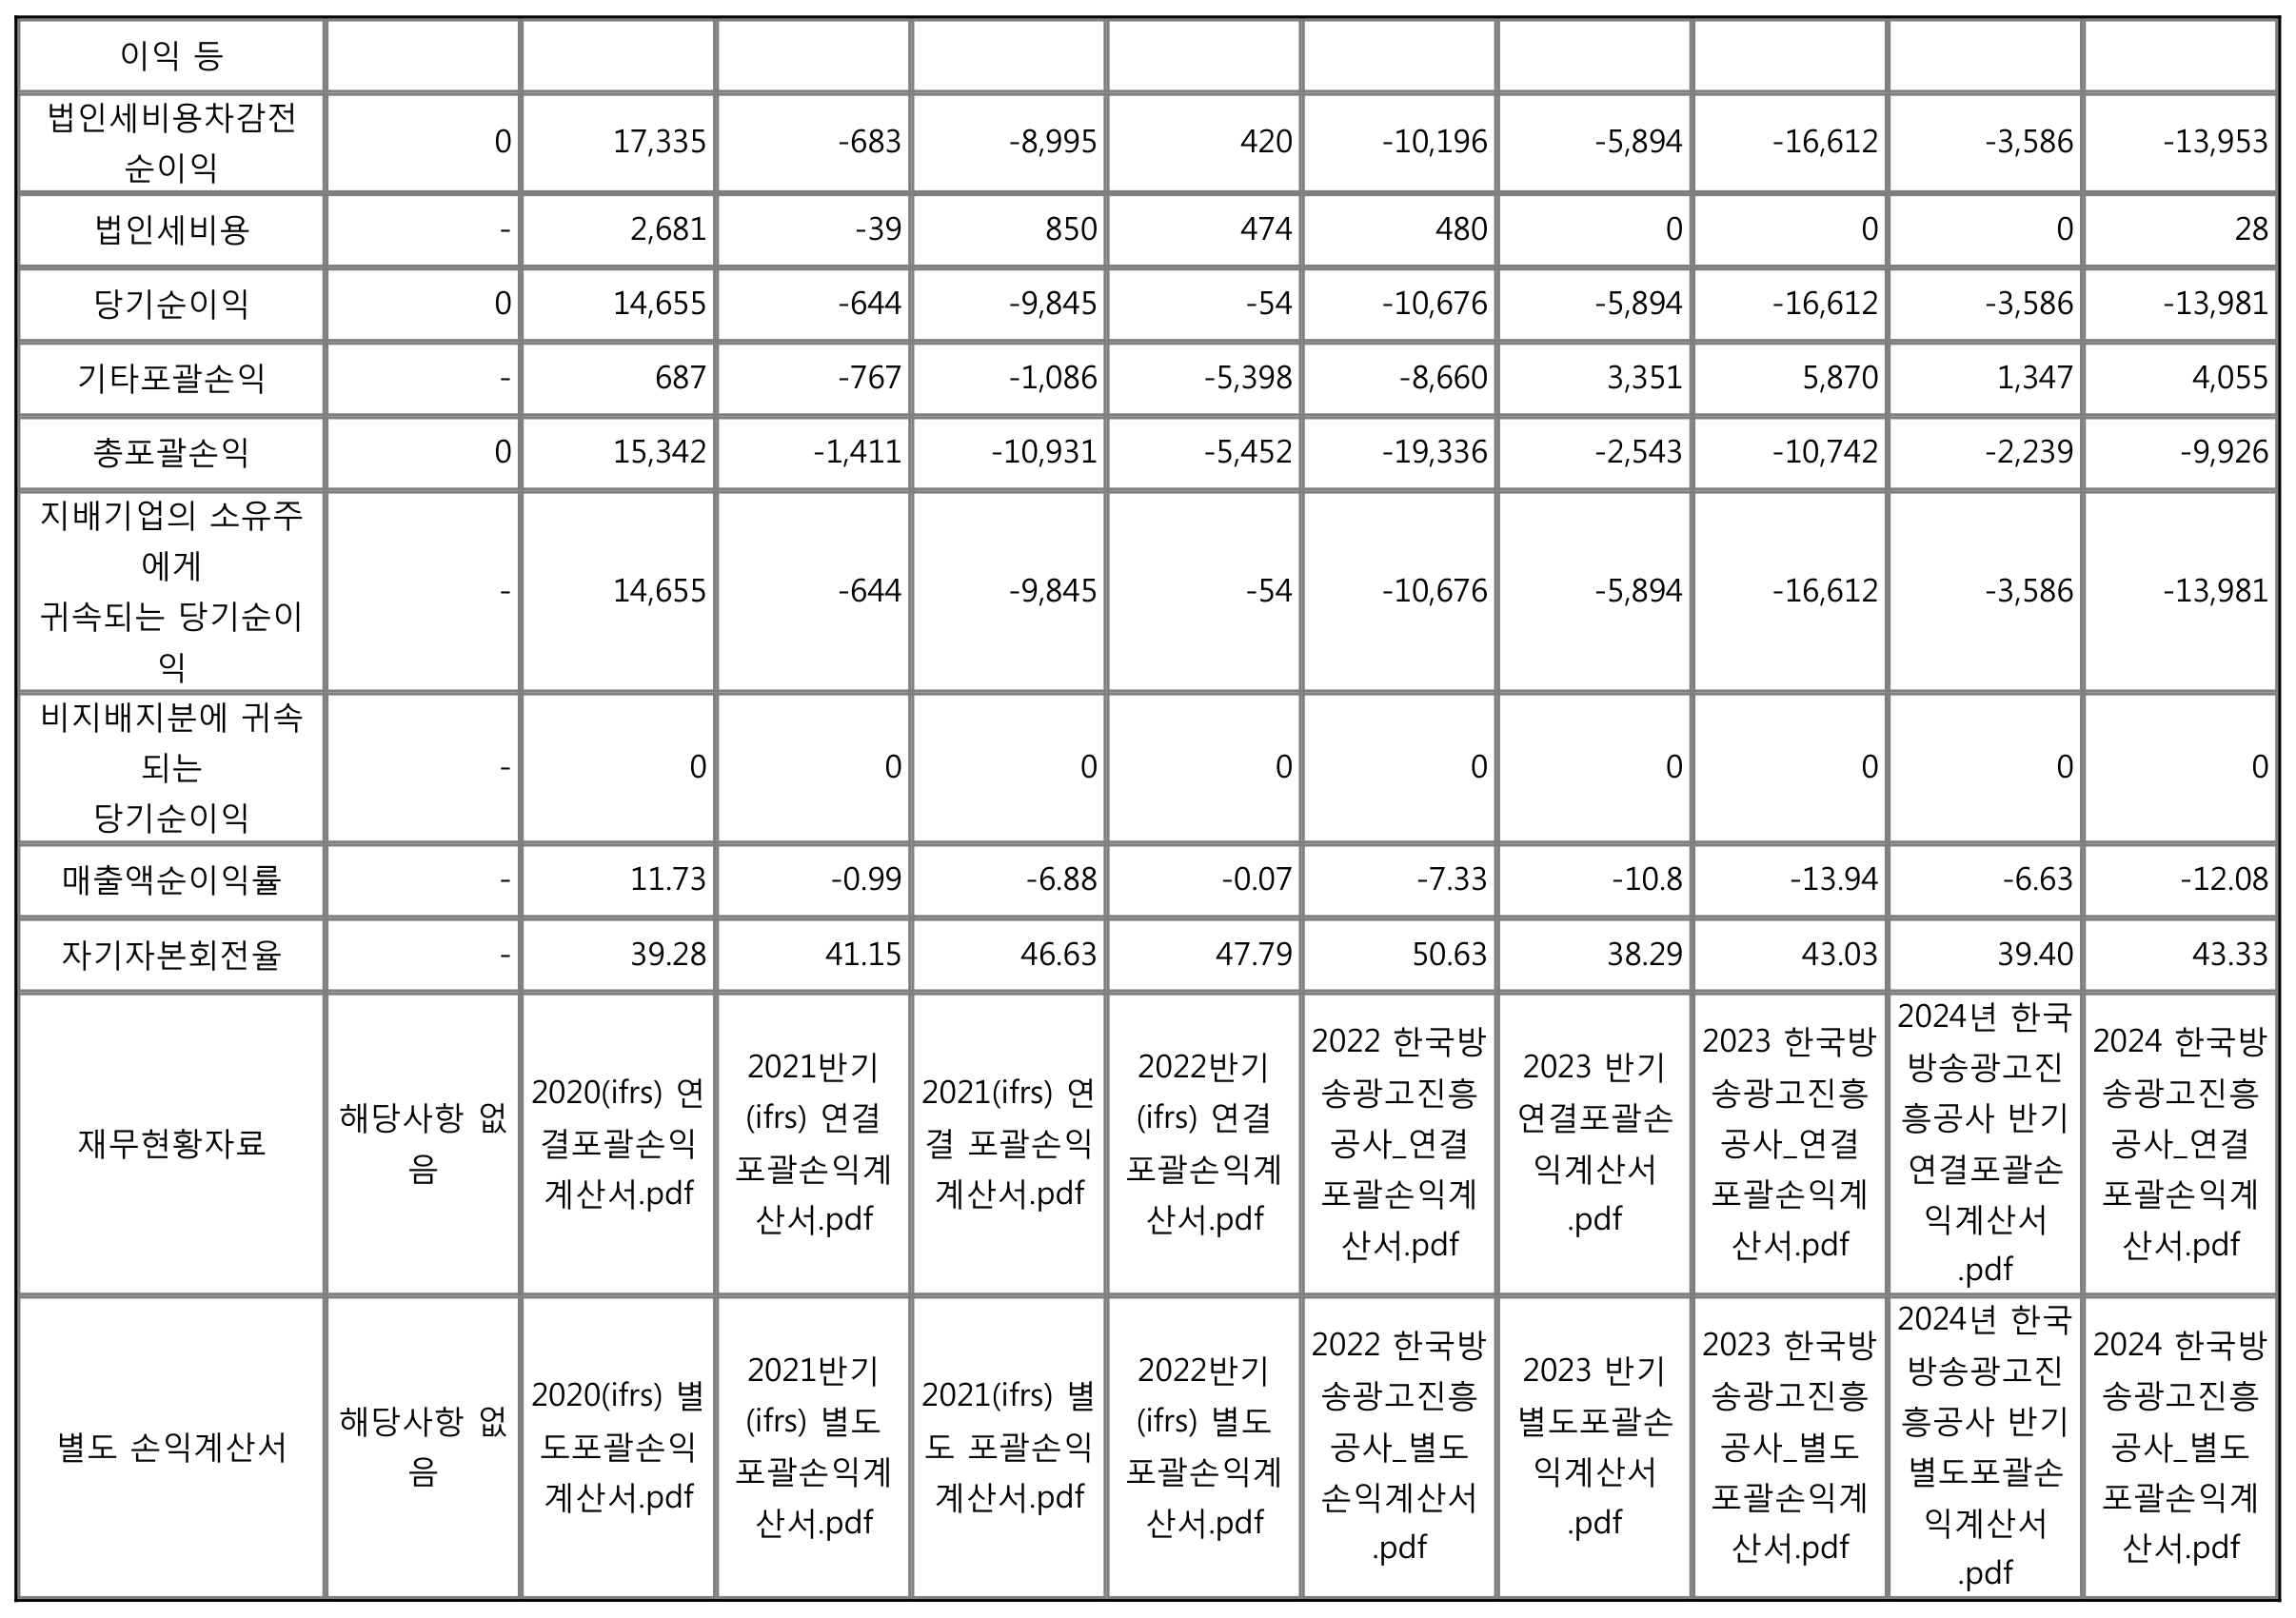 이익 등
법인세비용차감전
순이익
0 17,335 -683 -8,995 420 -10,196 -5,894 -16,612 -3,586 -13,953
법인세비용 - 2,681 -39 850 474 480 0 0 0 28
당기순이익 0 14,655 -644 -9,845 -54 -10,676 -5,894 -16,612 -3,586 -13,981
기타포괄손익 - 687 -767 -1,086 -5,398 -8,660 3,351 5,870 1,347 4,055
총포괄손익 0 15,342 -1,411 -10,931 -5,452 -19,336 -2,543 -10,742 -2,239 -9,926
지배기업의 소유주
에게
귀속되는 당기순이
익
- 14,655 -644 -9,845 -54 -10,676 -5,894 -16,612 -3,586 -13,981
비지배지분에 귀속
되는
당기순이익
- 0 0 0 0 0 0 0 0 0
매출액순이익률 - 11.73 -0.99 -6.88 -0.07 -7.33 -10.8 -13.94 -6.63 -12.08
자기자본회전율 - 39.28 41.15 46.63 47.79 50.63 38.29 43.03 39.40 43.33
재무현황자료
해당사항 없
음
2020(ifrs) 연
결포괄손익
계산서.pdf
2021반기
(ifrs) 연결
포괄손익계
산서.pdf
2021(ifrs) 연
결 포괄손익
계산서.pdf
2022반기
(ifrs) 연결
포괄손익계
산서.pdf
2022 한국방
송광고진흥
공사_연결
포괄손익계
산서.pdf
2023 반기
연결포괄손
익계산서
.pdf
2023 한국방
송광고진흥
공사_연결
포괄손익계
산서.pdf
2024년 한국
방송광고진
흥공사 반기
연결포괄손
익계산서
.pdf
2024 한국방
송광고진흥
공사_연결
포괄손익계
산서.pdf
별도 손익계산서
해당사항 없
음
2020(ifrs) 별
도포괄손익
계산서.pdf
2021반기
(ifrs) 별도
포괄손익계
산서.pdf
2021(ifrs) 별
도 포괄손익
계산서.pdf
2022반기
(ifrs) 별도
포괄손익계
산서.pdf
2022 한국방
송광고진흥
공사_별도
손익계산서
.pdf
2023 반기
별도포괄손
익계산서
.pdf
2023 한국방
송광고진흥
공사_별도
포괄손익계
산서.pdf
2024년 한국
방송광고진
흥공사 반기
별도포괄손
익계산서
.pdf
2024 한국방
송광고진흥
공사_별도
포괄손익계
산서.pdf